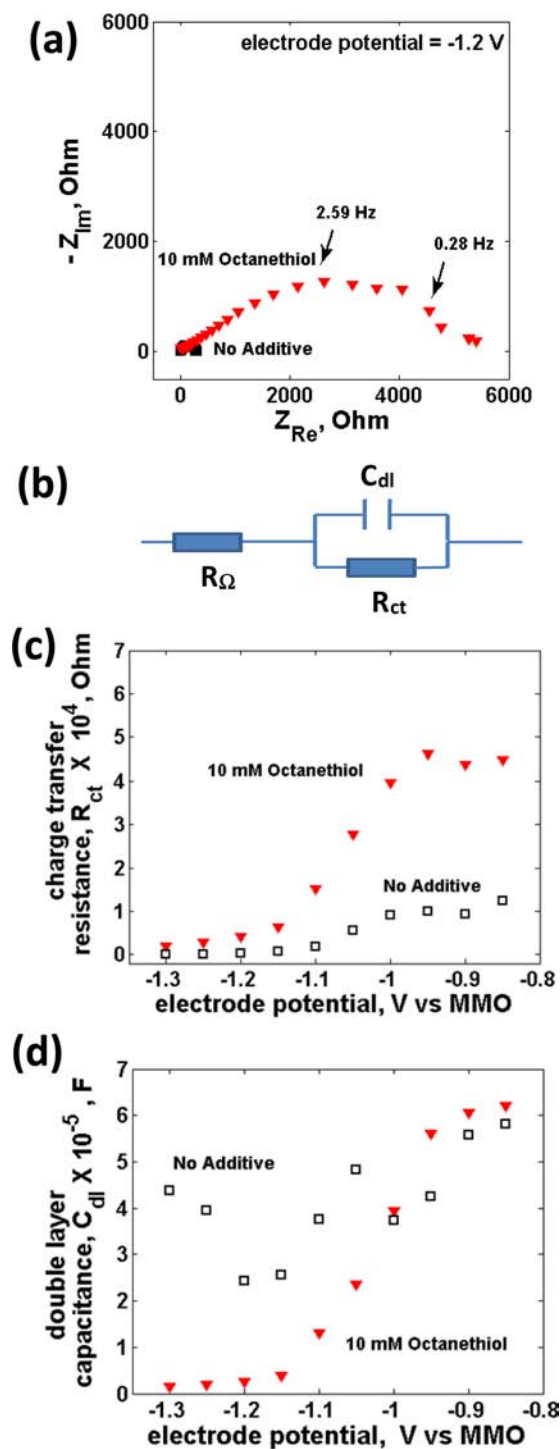 (a)
6000
electrode potential = -1.2 V
4000
- Z_Im, Ohm
2.59 Hz
2000
0.28 Hz
10 mM Octanethiol
No Additive
0
0 2000 4000 6000
Z_Re, Ohm
(b)
C_dl
R_Ω
R_ct
(c)
7
6
5
4
3
2
1
0
charge transfer
resistance, R_ct X 10^4, Ohm
10 mM Octanethiol
No Additive
-1.3 -1.2 -1.1 -1 -0.9 -0.8
electrode potential, V vs MMO
(d)
7
6
5
4
3
2
1
0
double layer
capacitance, C_dl X 10^-5 , F
No Additive
10 mM Octanethiol
-1.3 -1.2 -1.1 -1 -0.9 -0.8
electrode potential, V vs MMO